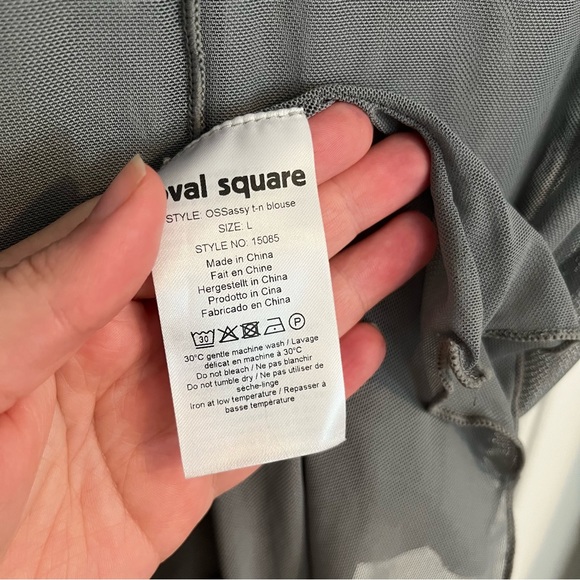 oval square
STYLE: OSSassy t-n blouse
SIZE: L
STYLE NO: 15085
Made in China
Fait en Chine
Hergestellt in China
Prodotto in Cina
Fabricado en China
30 P
30°C gentle machine wash / Lavage
délicat en machine à 30°C
Do not bleach / Ne pas blanchir
Do not tumble dry / Ne pas utiliser de
sèche-linge
Iron at low temperature / Repasser à
basse température